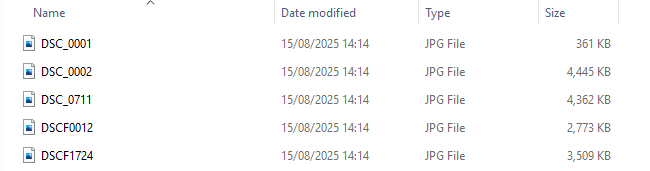 Name Date modified Type Size
DSC_0001 15/08/2025 14:14 JPG File 361 KB
DSC_0002 15/08/2025 14:14 JPG File 4,445 KB
DSC_0711 15/08/2025 14:14 JPG File 4,362 KB
DSCF0012 15/08/2025 14:14 JPG File 2,773 KB
DSCF1724 15/08/2025 14:14 JPG File 3,509 KB